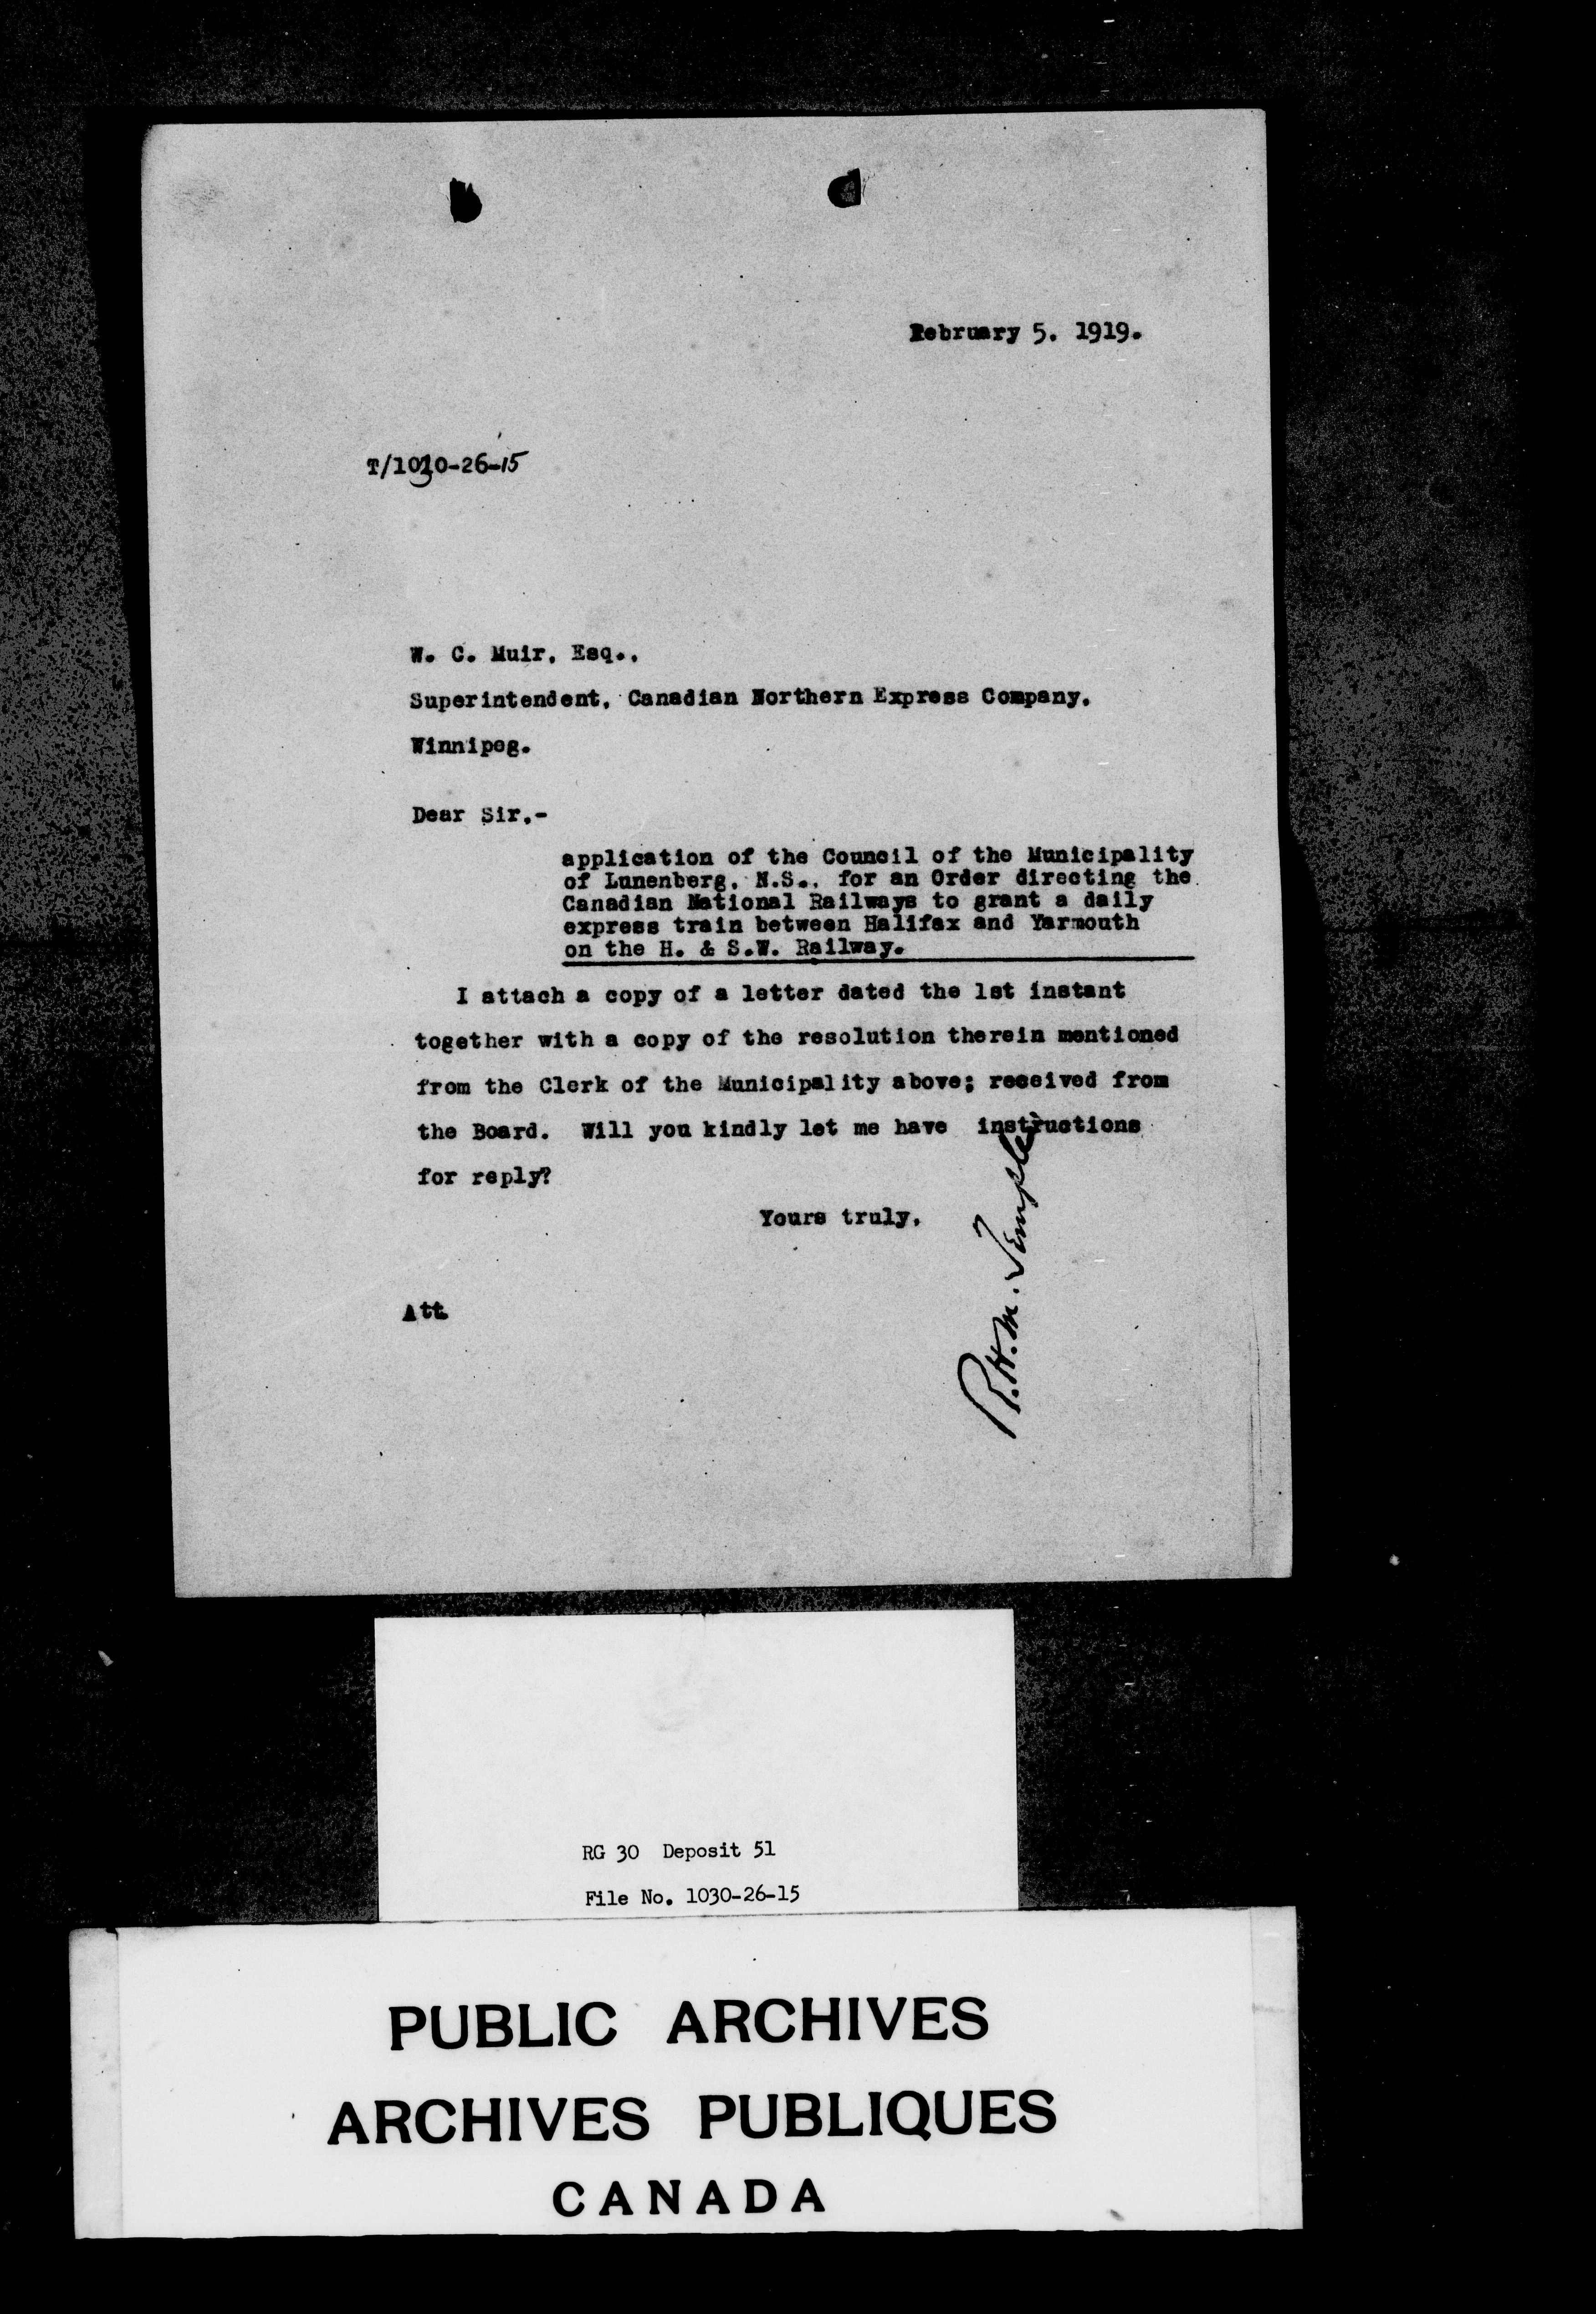 February 5, 1919.
T/1030-26-15
W. C. Muir, Esq.,
Superintendent, Canadian Northern Express Company,
Winnipeg.
Dear Sir,-
application of the Council of the Municipality
of Lunenberg, N.S., for an Order directing the
Canadian National Railways to grant a daily
express train between Halifax and Yarmouth
on the H. & S.W. Railway.
I attach a copy of a letter dated the 1st instant
together with a copy of the resolution therein mentioned
from the Clerk of the Municipality above; received from
the Board. Will you kindly let me have instructions
for reply?
Yours truly,
R.H.M. Temple
Att.
RG 30 Deposit 51
File No. 1030-26-15
PUBLIC ARCHIVES
ARCHIVES PUBLIQUES
CANADA